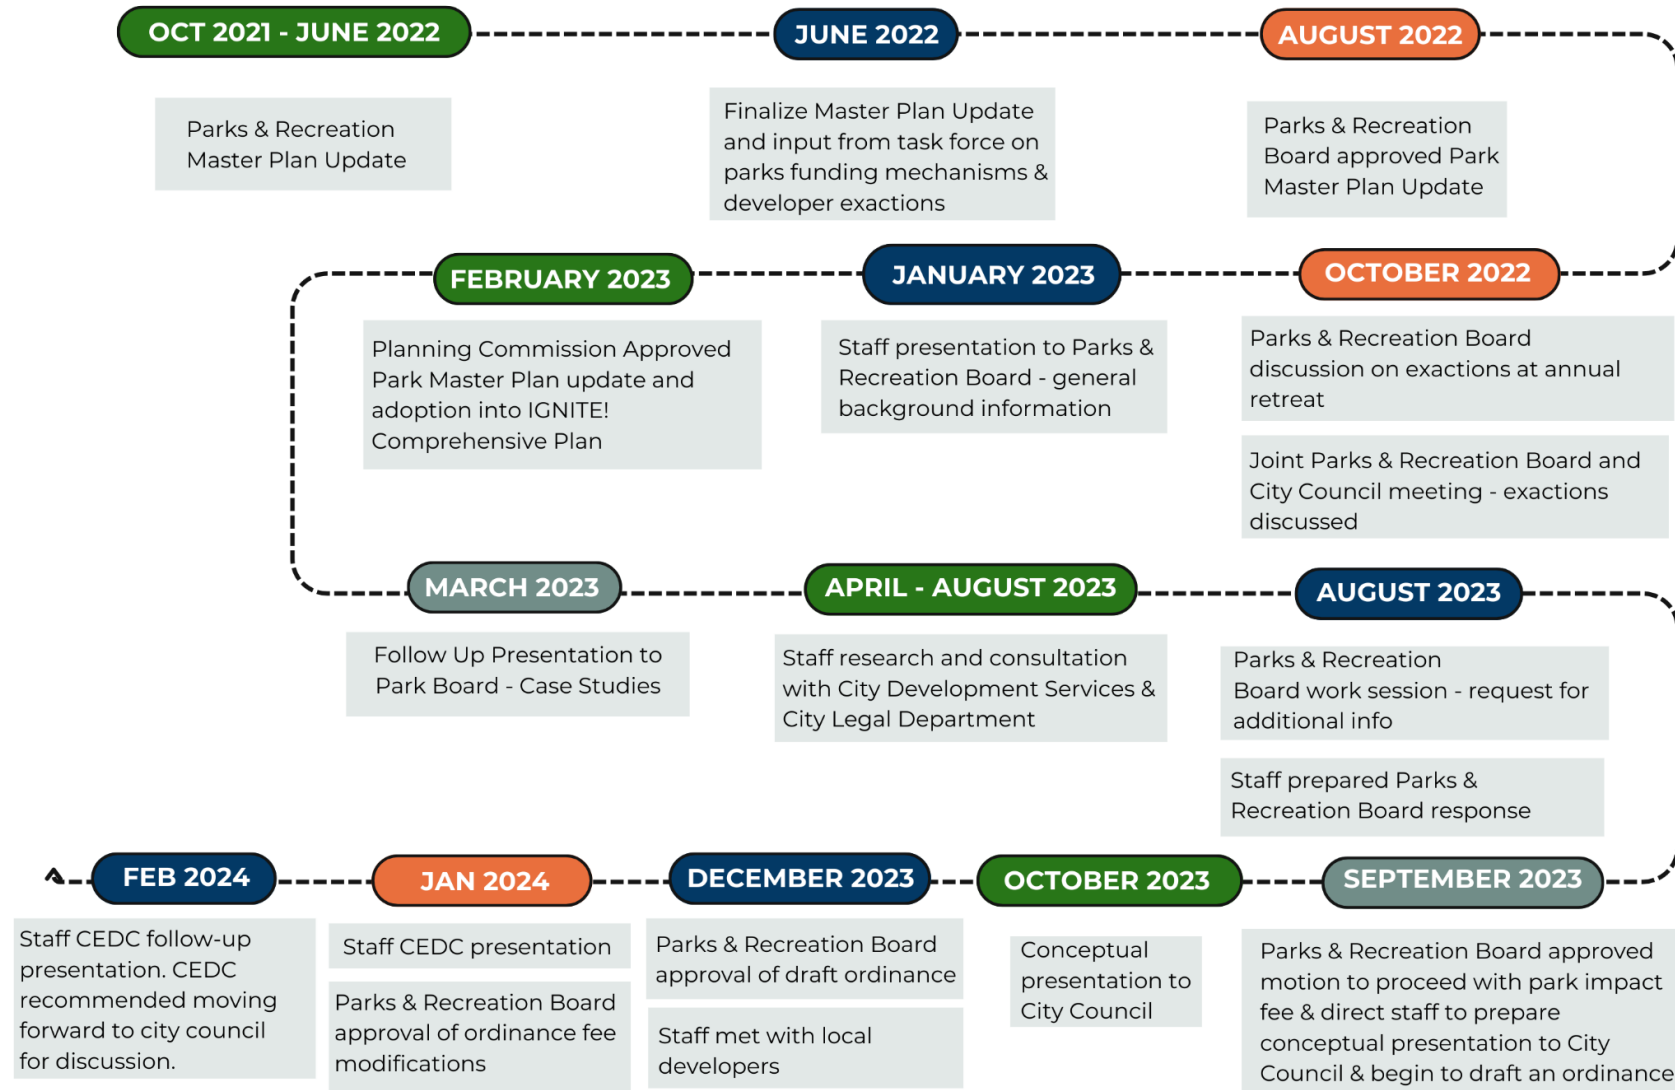 OCT 2021 - JUNE 2022
Parks & Recreation
Master Plan Update
JUNE 2022
Finalize Master Plan Update
and input from task force on
parks funding mechanisms &
developer exactions
AUGUST 2022
Parks & Recreation
Board approved Park
Master Plan Update
OCTOBER 2022
Parks & Recreation Board
discussion on exactions at annual
retreat
Joint Parks & Recreation Board and
City Council meeting - exactions
discussed
JANUARY 2023
Staff presentation to Parks &
Recreation Board - general
background information
FEBRUARY 2023
Planning Commission Approved
Park Master Plan update and
adoption into IGNITE!
Comprehensive Plan
MARCH 2023
Follow Up Presentation to
Park Board - Case Studies
APRIL - AUGUST 2023
Staff research and consultation
with City Development Services &
City Legal Department
AUGUST 2023
Parks & Recreation
Board work session - request for
additional info
Staff prepared Parks &
Recreation Board response
SEPTEMBER 2023
Parks & Recreation Board approved
motion to proceed with park impact
fee & direct staff to prepare
conceptual presentation to City
Council & begin to draft an ordinance
OCTOBER 2023
Conceptual
presentation to
City Council
DECEMBER 2023
Parks & Recreation Board
approval of draft ordinance
Staff met with local
developers
JAN 2024
Staff CEDC presentation
Parks & Recreation Board
approval of ordinance fee
modifications
FEB 2024
Staff CEDC follow-up
presentation. CEDC
recommended moving
forward to city council
for discussion.